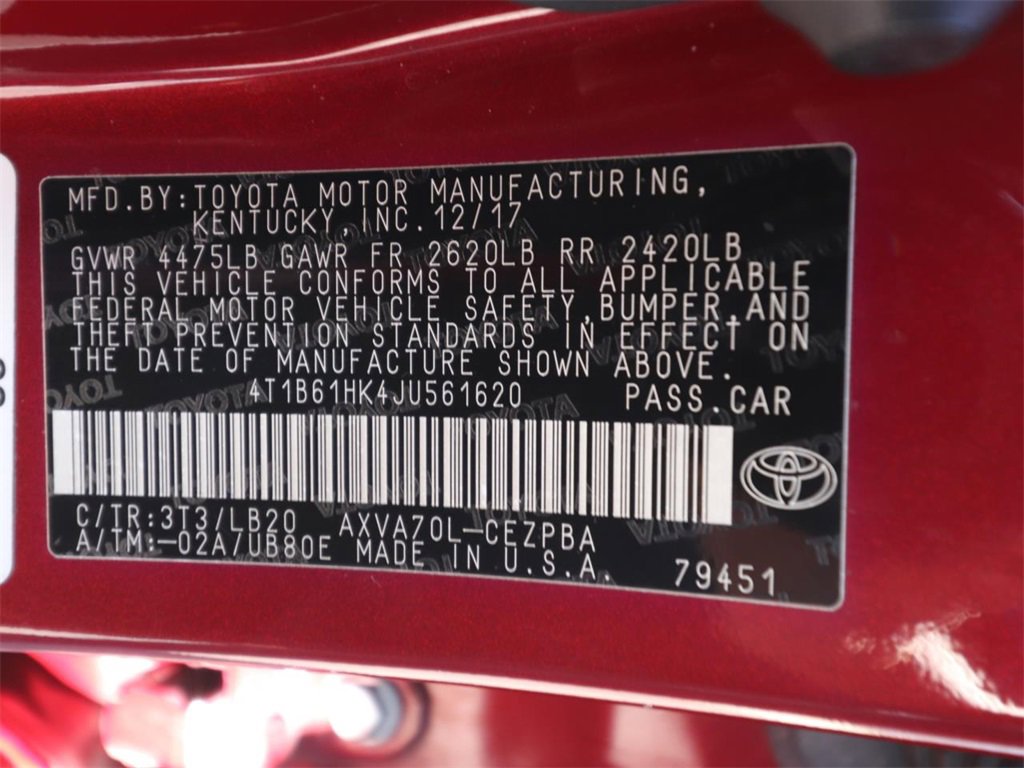 MFD.BY:TOYOTA MOTOR MANUFACTURING,
KENTUCKY, INC. 12/17
GVWR 4475LB GAWR FR 2620LB RR 2420LB
THIS VEHICLE CONFORMS TO ALL APPLICABLE
FEDERAL MOTOR VEHICLE SAFETY, BUMPER, AND
THEFT PREVENTION STANDARDS IN EFFECT ON
THE DATE OF MANUFACTURE SHOWN ABOVE.
4T1B61HK4JU561620 PASS.CAR
C/TR:3T3/LB20 AXVA70L-CEZPBA
A/TM:-02A/UB80E MADE IN U.S.A.
79451